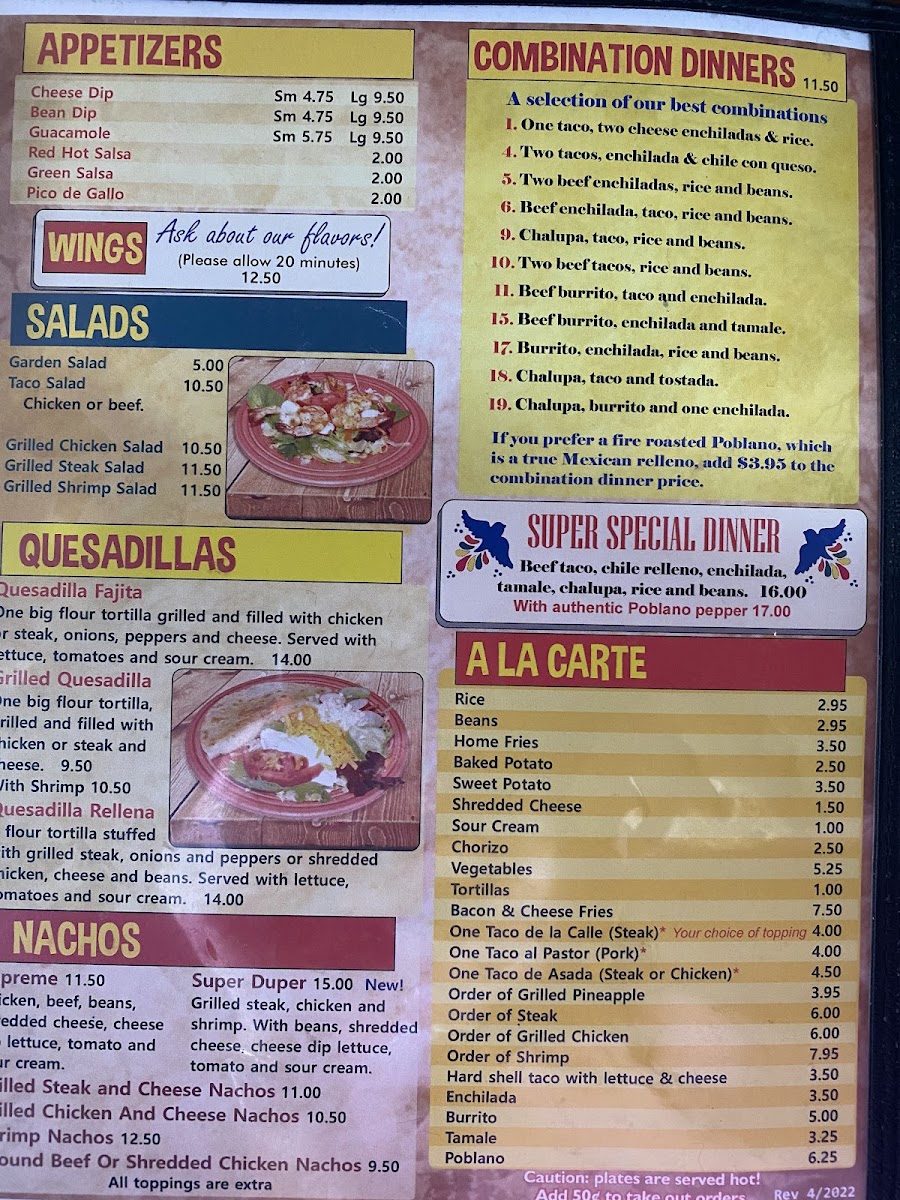 APPETIZERS
Cheese Dip Sm 4.75 Lg 9.50
Bean Dip Sm 4.75 Lg 9.50
Guacamole Sm 5.75 Lg 9.50
Red Hot Salsa 2.00
Green Salsa 2.00
Pico de Gallo 2.00
WINGS Ask about our flavors!
(Please allow 20 minutes)
12.50
SALADS
Garden Salad 5.00
Taco Salad 10.50
Chicken or beef.
Grilled Chicken Salad 10.50
Grilled Steak Salad 11.50
Grilled Shrimp Salad 11.50
QUESADILLAS
Quesadilla Fajita
One big flour tortilla grilled and filled with chicken
or steak, onions, peppers and cheese. Served with
lettuce, tomatoes and sour cream. 14.00
Grilled Quesadilla
One big flour tortilla,
grilled and filled with
chicken or steak and
cheese. 9.50
With Shrimp 10.50
Quesadilla Rellena
flour tortilla stuffed
with grilled steak, onions and peppers or shredded
chicken, cheese and beans. Served with lettuce,
tomatoes and sour cream. 14.00
NACHOS
preme 11.50
icken, beef, beans,
redded cheese, cheese
lettuce, tomato and
ur cream.
Super Duper 15.00 New!
Grilled steak, chicken and
shrimp. With beans, shredded
cheese, cheese dip lettuce,
tomato and sour cream.
illed Steak and Cheese Nachos 11.00
illed Chicken And Cheese Nachos 10.50
rimp Nachos 12.50
ound Beef Or Shredded Chicken Nachos 9.50
All toppings are extra
COMBINATION DINNERS 11.50
A selection of our best combinations
1. One taco, two cheese enchiladas & rice.
4. Two tacos, enchilada & chile con queso.
5. Two beef enchiladas, rice and beans.
6. Beef enchilada, taco, rice and beans.
9. Chalupa, taco, rice and beans.
10. Two beef tacos, rice and beans.
11. Beef burrito, taco and enchilada.
15. Beef burrito, enchilada and tamale.
17. Burrito, enchilada, rice and beans.
18. Chalupa, taco and tostada.
19. Chalupa, burrito and one enchilada.
If you prefer a fire roasted Poblano, which
is a true Mexican relleno, add $3.95 to the
combination dinner price.
SUPER SPECIAL DINNER
Beef taco, chile relleno, enchilada,
tamale, chalupa, rice and beans. 16.00
With authentic Poblano pepper 17.00
A LA CARTE
Rice 2.95
Beans 2.95
Home Fries 3.50
Baked Potato 2.50
Sweet Potato 3.50
Shredded Cheese 1.50
Sour Cream 1.00
Chorizo 2.50
Vegetables 5.25
Tortillas 1.00
Bacon & Cheese Fries 7.50
One Taco de la Calle (Steak)* Your choice of topping 4.00
One Taco al Pastor (Pork)* 4.00
One Taco de Asada (Steak or Chicken)* 4.50
Order of Grilled Pineapple 3.95
Order of Steak 6.00
Order of Grilled Chicken 6.00
Order of Shrimp 7.95
Hard shell taco with lettuce & cheese 3.50
Enchilada 3.50
Burrito 5.00
Tamale 3.25
Poblano 6.25
Caution: plates are served hot!
Add 50¢ to take out orders
Rev 4/2022